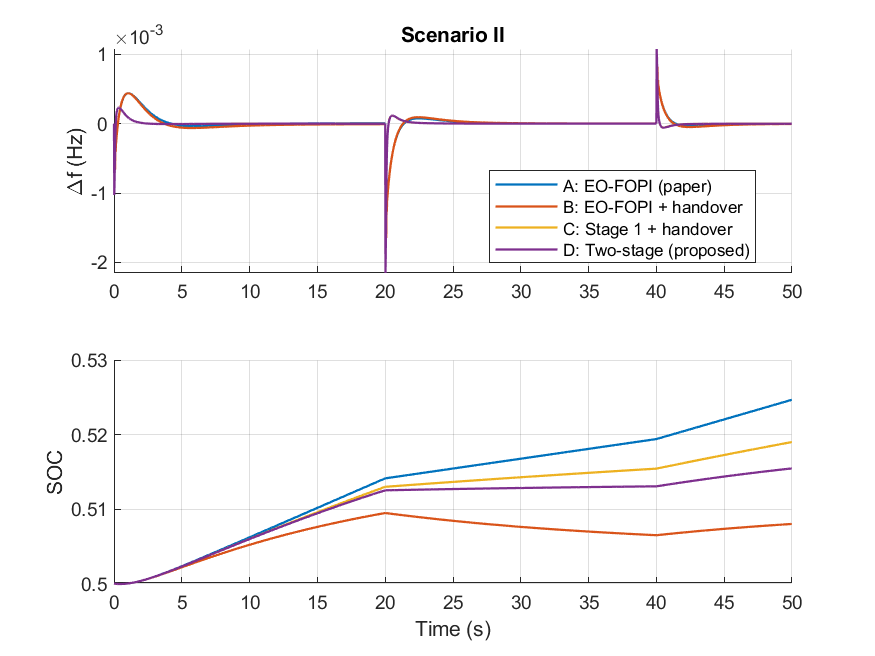 Scenario II
×10⁻³
1
0
-1
-2
Δf (Hz)
0 5 10 15 20 25 30 35 40 45 50
A: EO-FOPI (paper)
B: EO-FOPI + handover
C: Stage 1 + handover
D: Two-stage (proposed)
0.53
0.52
0.51
0.5
SOC
0 5 10 15 20 25 30 35 40 45 50
Time (s)